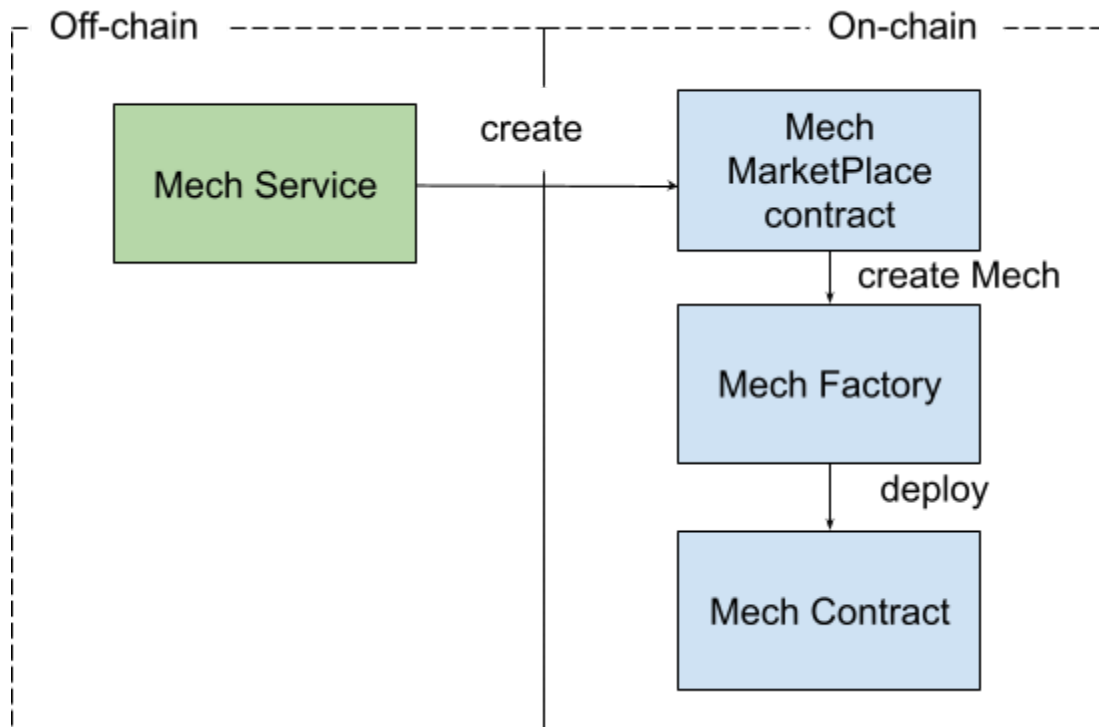 Off-chain
On-chain
create
Mech Service
Mech
MarketPlace
contract
create Mech
Mech Factory
deploy
Mech Contract